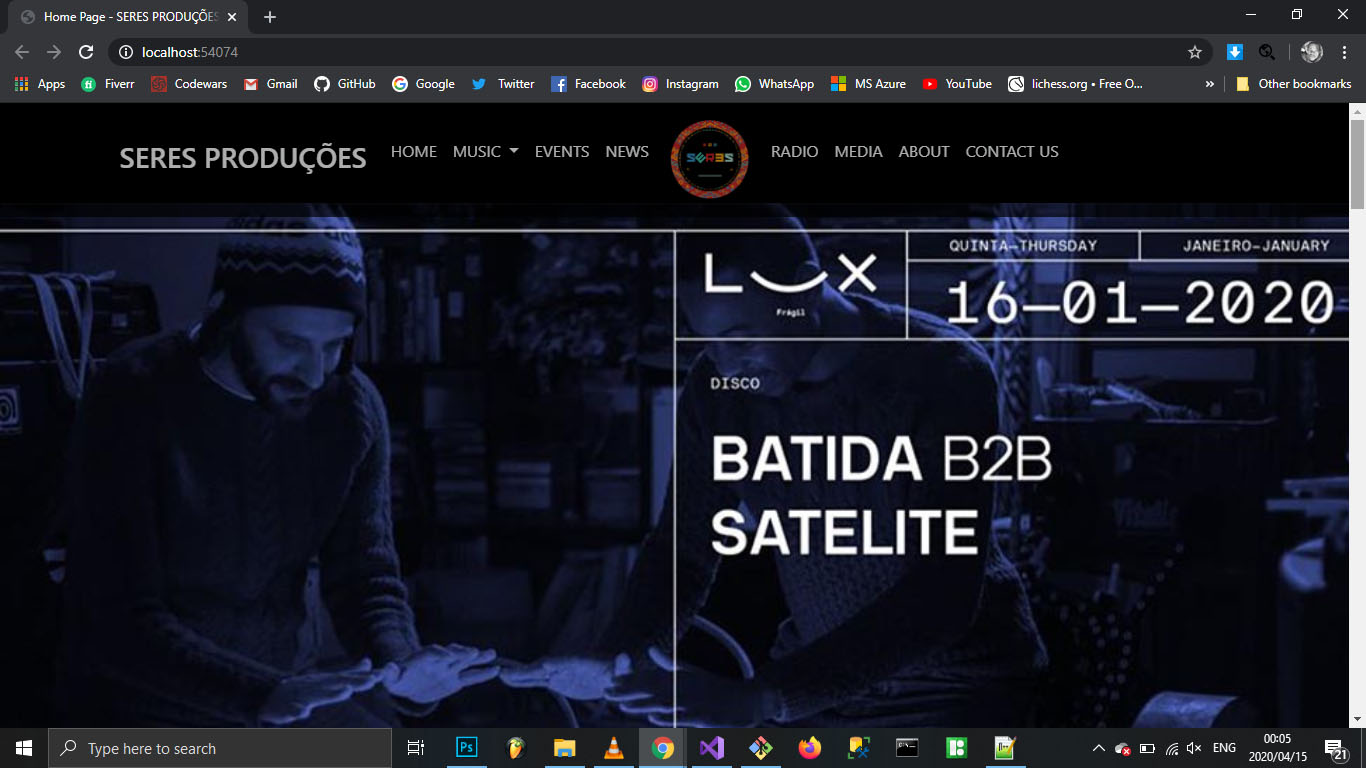 Home Page - SERES PRODUÇÕES
localhost:54074
Apps Fiverr Codewars Gmail GitHub Google Twitter Facebook Instagram WhatsApp MS Azure YouTube lichess.org • Free O... » Other bookmarks
SERES PRODUÇÕES HOME MUSIC EVENTS NEWS SERES RADIO MEDIA ABOUT CONTACT US
QUINTA—THURSDAY JANEIRO—JANUARY
LUX
Frágil
16—01—2020
DISCO
BATIDA B2B
SATELITE
Type here to search
Ps
ENG
00:05
2020/04/15
21